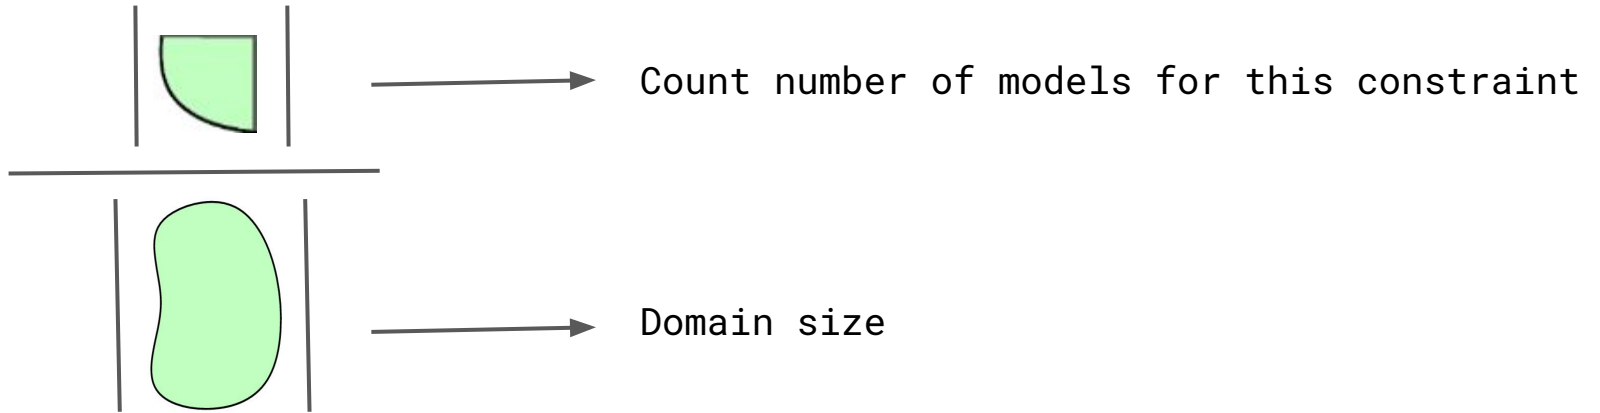 Count number of models for this constraint
Domain size